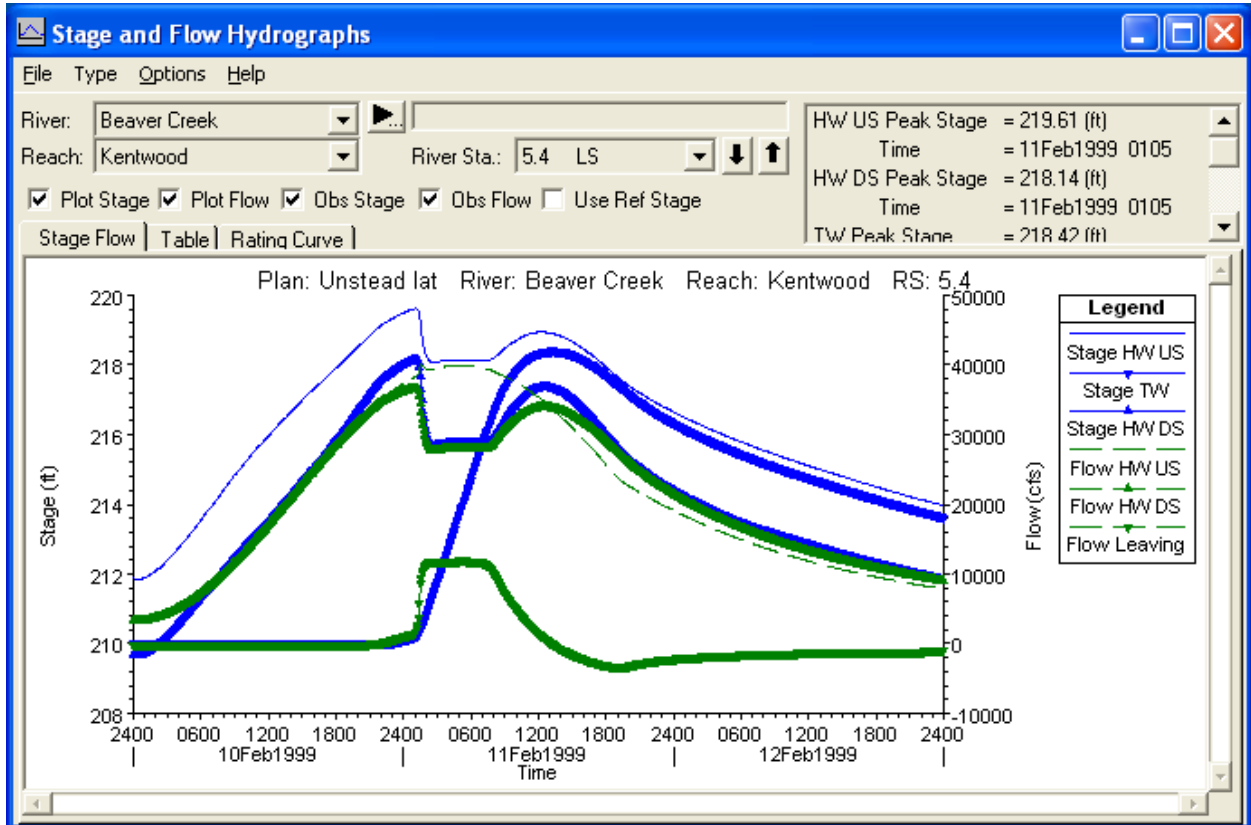 Stage and Flow Hydrographs
File Type Options Help
River: Beaver Creek
Reach: Kentwood River Sta.: 5.4 LS
Plot Stage Plot Flow Obs Stage Obs Flow Use Ref Stage
HW US Peak Stage = 219.61 (ft)
Time = 11Feb1999 0105
HW DS Peak Stage = 218.14 (ft)
Time = 11Feb1999 0105
TW Peak Stage = 218.42 (ft)
Stage Flow Table Rating Curve
Plan: Unstead lat River: Beaver Creek Reach: Kentwood RS: 5.4
220
218
216
214
212
210
208
Stage (ft)
50000
40000
30000
20000
10000
0
-10000
Flow (cfs)
2400 0600 1200 1800 2400 0600 1200 1800 2400 0600 1200 1800 2400
10Feb1999 11Feb1999 12Feb1999
Time
Legend
Stage HW US
Stage TW
Stage HW DS
Flow HW US
Flow HW DS
Flow Leaving